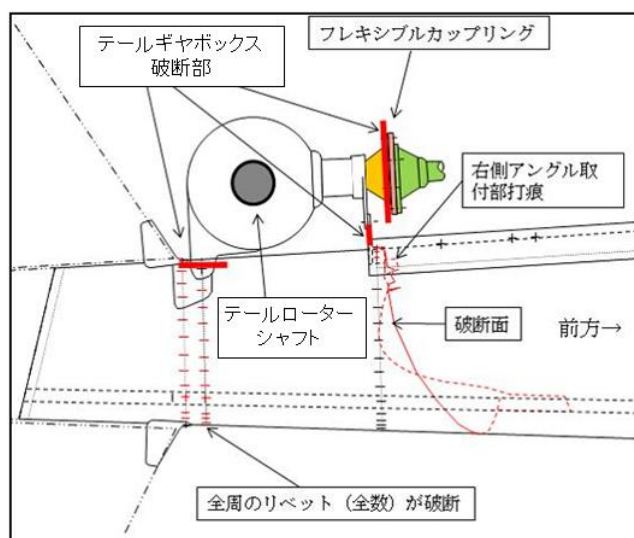 テールギヤボックス
破断部
フレキシブルカップリング
右側アングル取
付部打痕
テールローター
シャフト
破断面
前方→
全周のリベット（全数）が破断